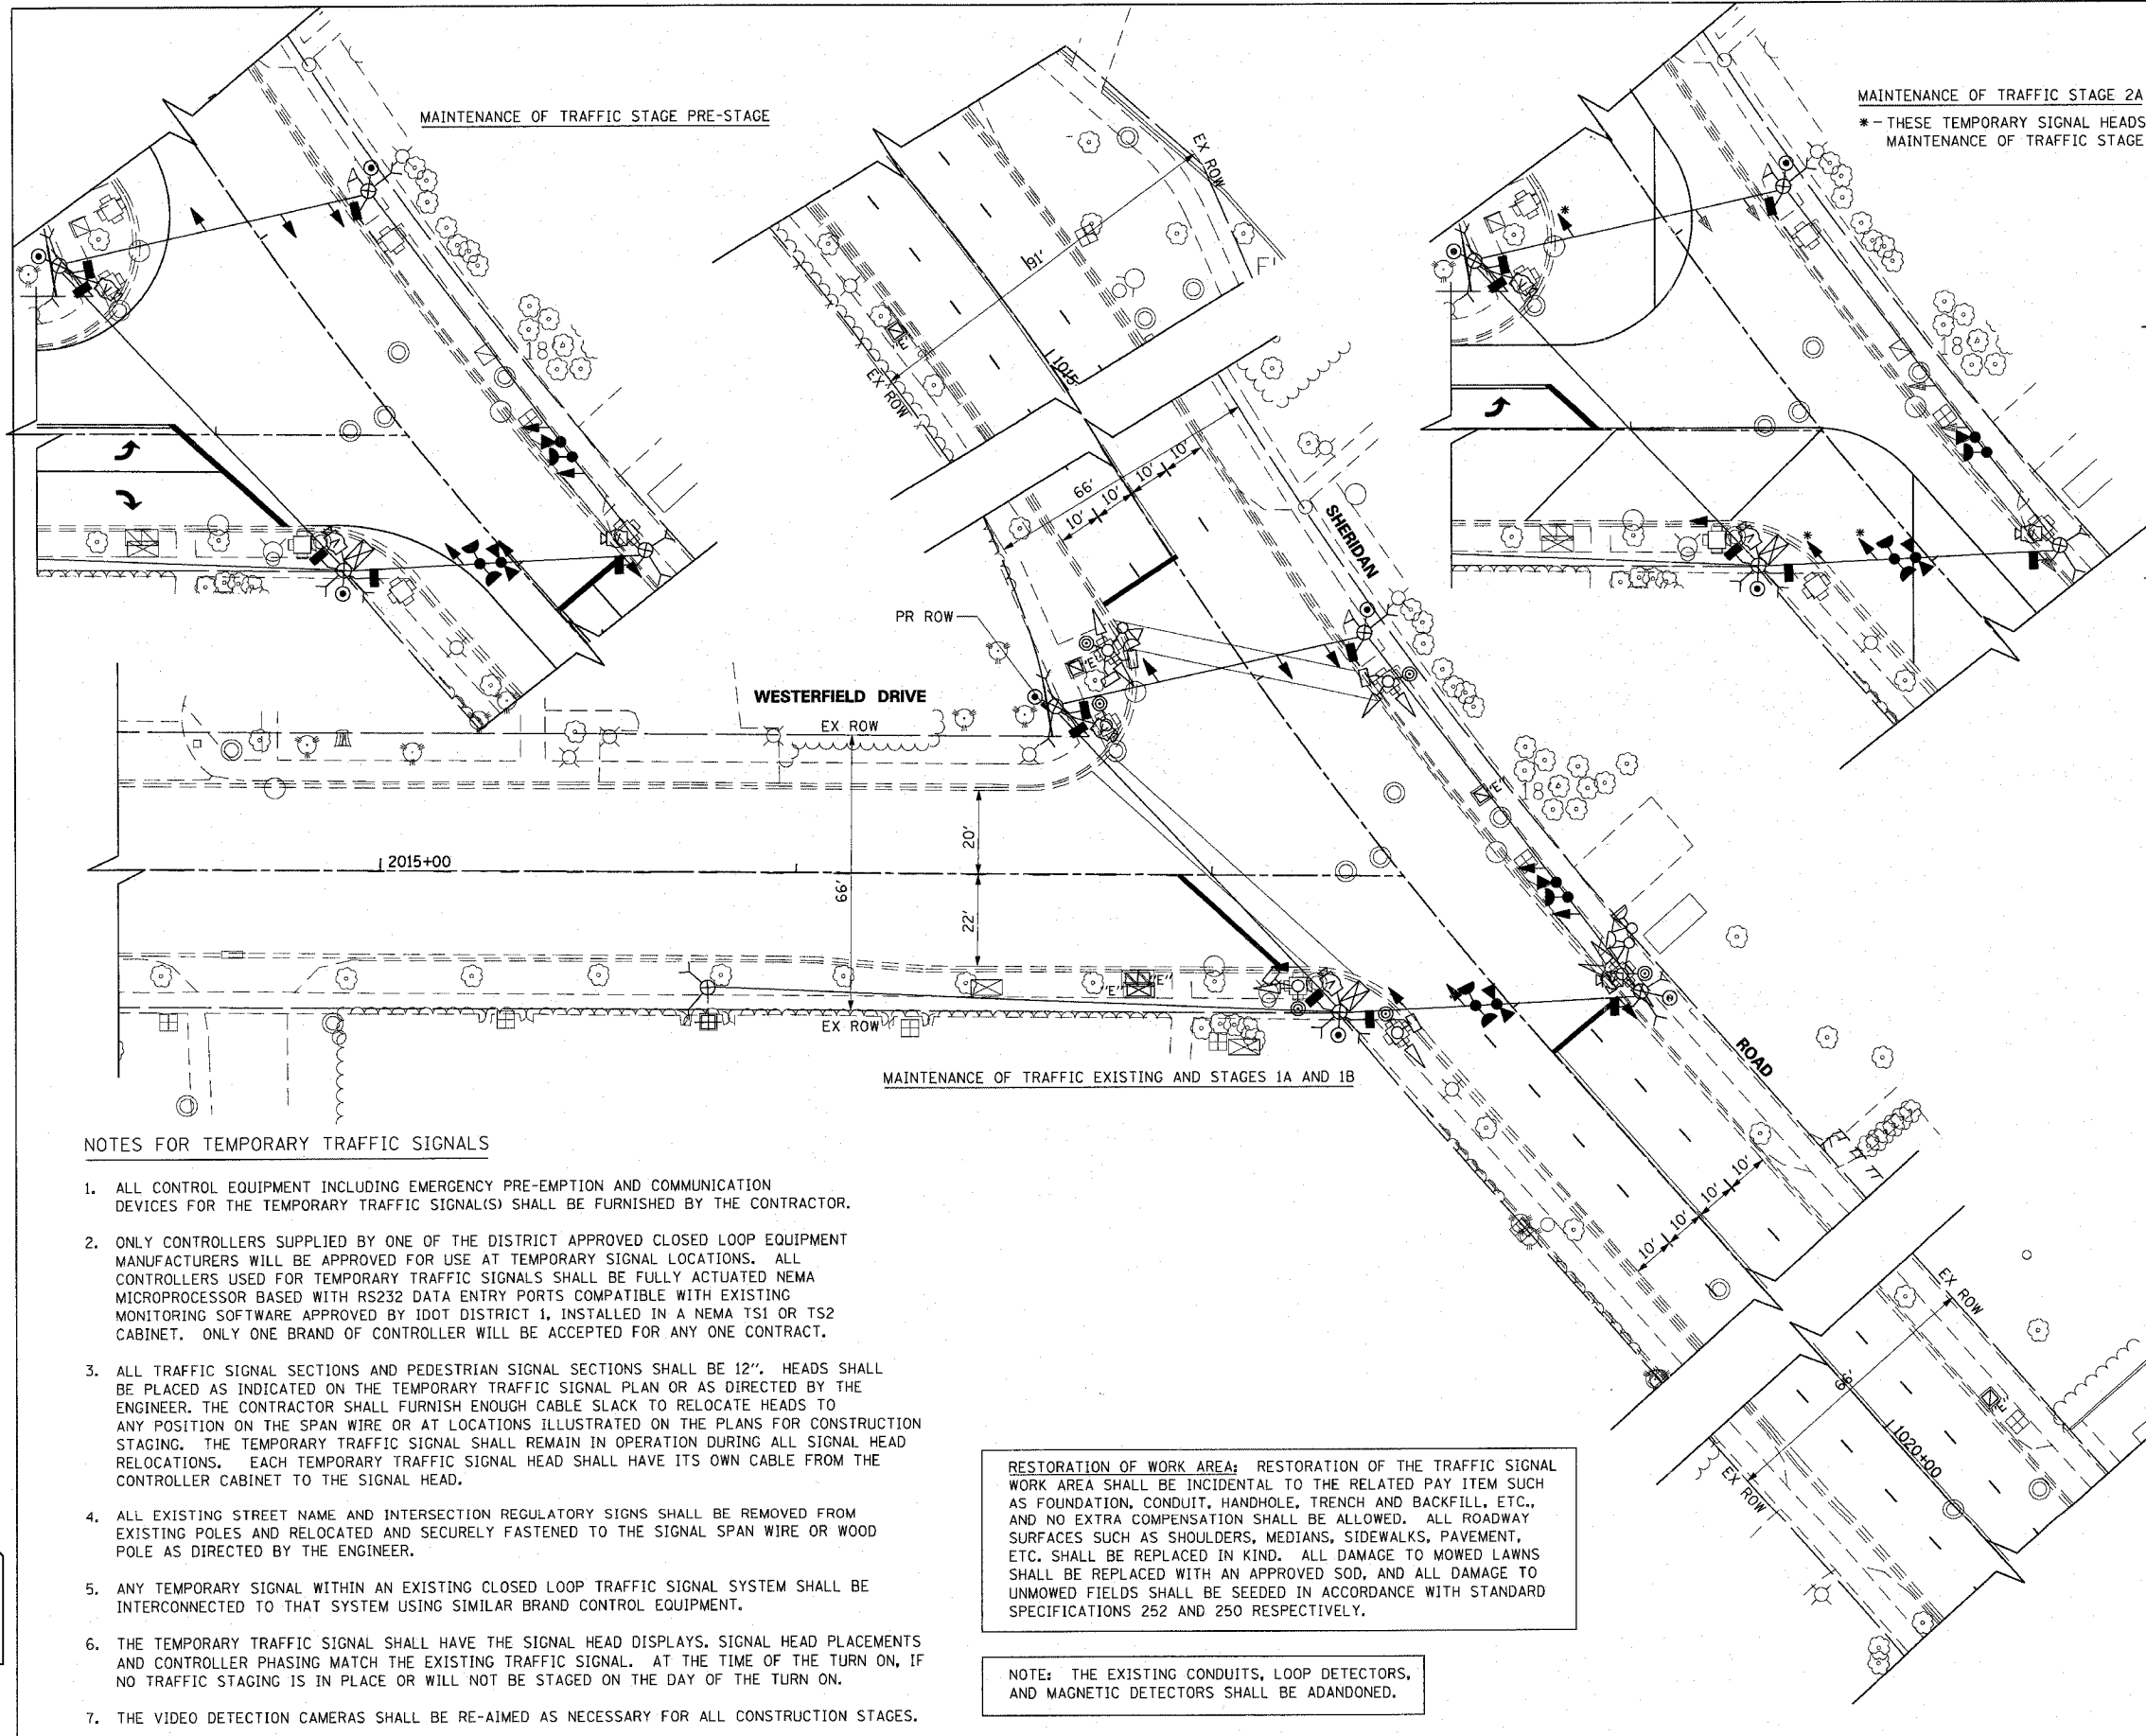 MAINTENANCE OF TRAFFIC STAGE PRE-STAGE
MAINTENANCE OF TRAFFIC STAGE 2A
* - THESE TEMPORARY SIGNAL HEADS
MAINTENANCE OF TRAFFIC STAGE
EX ROW
91'
EX ROW
1015
18
18
10'
10'
66'
10'
10'
SHERIDAN
PR ROW
"E"
WESTERFIELD DRIVE
EX ROW
"E"
18
20'
2015+00
66'
22'
"E"
"E"
EX ROW
ROAD
MAINTENANCE OF TRAFFIC EXISTING AND STAGES 1A AND 1B
10'
10'
10'
10'
EX ROW
66'
"E"
1020+00
EX ROW
NOTES FOR TEMPORARY TRAFFIC SIGNALS
1. ALL CONTROL EQUIPMENT INCLUDING EMERGENCY PRE-EMPTION AND COMMUNICATION
DEVICES FOR THE TEMPORARY TRAFFIC SIGNAL(S) SHALL BE FURNISHED BY THE CONTRACTOR.
2. ONLY CONTROLLERS SUPPLIED BY ONE OF THE DISTRICT APPROVED CLOSED LOOP EQUIPMENT
MANUFACTURERS WILL BE APPROVED FOR USE AT TEMPORARY SIGNAL LOCATIONS. ALL
CONTROLLERS USED FOR TEMPORARY TRAFFIC SIGNALS SHALL BE FULLY ACTUATED NEMA
MICROPROCESSOR BASED WITH RS232 DATA ENTRY PORTS COMPATIBLE WITH EXISTING
MONITORING SOFTWARE APPROVED BY IDOT DISTRICT 1, INSTALLED IN A NEMA TS1 OR TS2
CABINET. ONLY ONE BRAND OF CONTROLLER WILL BE ACCEPTED FOR ANY ONE CONTRACT.
3. ALL TRAFFIC SIGNAL SECTIONS AND PEDESTRIAN SIGNAL SECTIONS SHALL BE 12". HEADS SHALL
BE PLACED AS INDICATED ON THE TEMPORARY TRAFFIC SIGNAL PLAN OR AS DIRECTED BY THE
ENGINEER. THE CONTRACTOR SHALL FURNISH ENOUGH CABLE SLACK TO RELOCATE HEADS TO
ANY POSITION ON THE SPAN WIRE OR AT LOCATIONS ILLUSTRATED ON THE PLANS FOR CONSTRUCTION
STAGING. THE TEMPORARY TRAFFIC SIGNAL SHALL REMAIN IN OPERATION DURING ALL SIGNAL HEAD
RELOCATIONS. EACH TEMPORARY TRAFFIC SIGNAL HEAD SHALL HAVE ITS OWN CABLE FROM THE
CONTROLLER CABINET TO THE SIGNAL HEAD.
4. ALL EXISTING STREET NAME AND INTERSECTION REGULATORY SIGNS SHALL BE REMOVED FROM
EXISTING POLES AND RELOCATED AND SECURELY FASTENED TO THE SIGNAL SPAN WIRE OR WOOD
POLE AS DIRECTED BY THE ENGINEER.
5. ANY TEMPORARY SIGNAL WITHIN AN EXISTING CLOSED LOOP TRAFFIC SIGNAL SYSTEM SHALL BE
INTERCONNECTED TO THAT SYSTEM USING SIMILAR BRAND CONTROL EQUIPMENT.
6. THE TEMPORARY TRAFFIC SIGNAL SHALL HAVE THE SIGNAL HEAD DISPLAYS, SIGNAL HEAD PLACEMENTS
AND CONTROLLER PHASING MATCH THE EXISTING TRAFFIC SIGNAL. AT THE TIME OF THE TURN ON, IF
NO TRAFFIC STAGING IS IN PLACE OR WILL NOT BE STAGED ON THE DAY OF THE TURN ON.
7. THE VIDEO DETECTION CAMERAS SHALL BE RE-AIMED AS NECESSARY FOR ALL CONSTRUCTION STAGES.
RESTORATION OF WORK AREA: RESTORATION OF THE TRAFFIC SIGNAL
WORK AREA SHALL BE INCIDENTAL TO THE RELATED PAY ITEM SUCH
AS FOUNDATION, CONDUIT, HANDHOLE, TRENCH AND BACKFILL, ETC.,
AND NO EXTRA COMPENSATION SHALL BE ALLOWED. ALL ROADWAY
SURFACES SUCH AS SHOULDERS, MEDIANS, SIDEWALKS, PAVEMENT,
ETC. SHALL BE REPLACED IN KIND. ALL DAMAGE TO MOWED LAWNS
SHALL BE REPLACED WITH AN APPROVED SOD, AND ALL DAMAGE TO
UNMOWED FIELDS SHALL BE SEEDED IN ACCORDANCE WITH STANDARD
SPECIFICATIONS 252 AND 250 RESPECTIVELY.
NOTE: THE EXISTING CONDUITS, LOOP DETECTORS,
AND MAGNETIC DETECTORS SHALL BE ADANDONED.